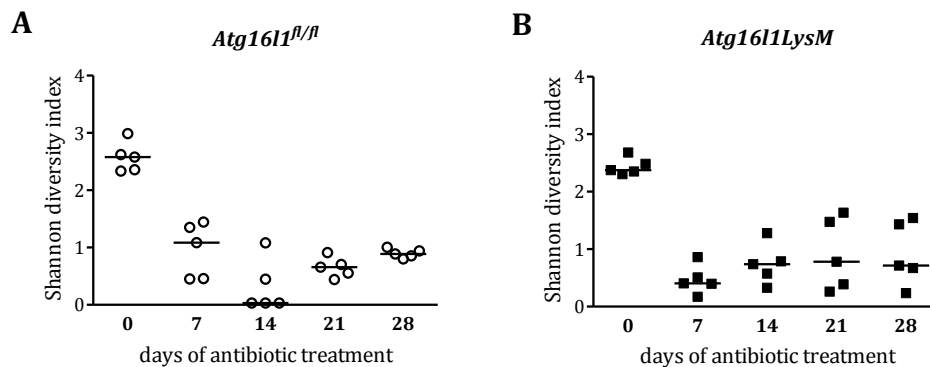 A
Atg16l1fl/fl
Shannon diversity index
4
3
2
1
0
0 7 14 21 28
days of antibiotic treatment
B
Atg16l1LysM
Shannon diversity index
4
3
2
1
0
0 7 14 21 28
days of antibiotic treatment